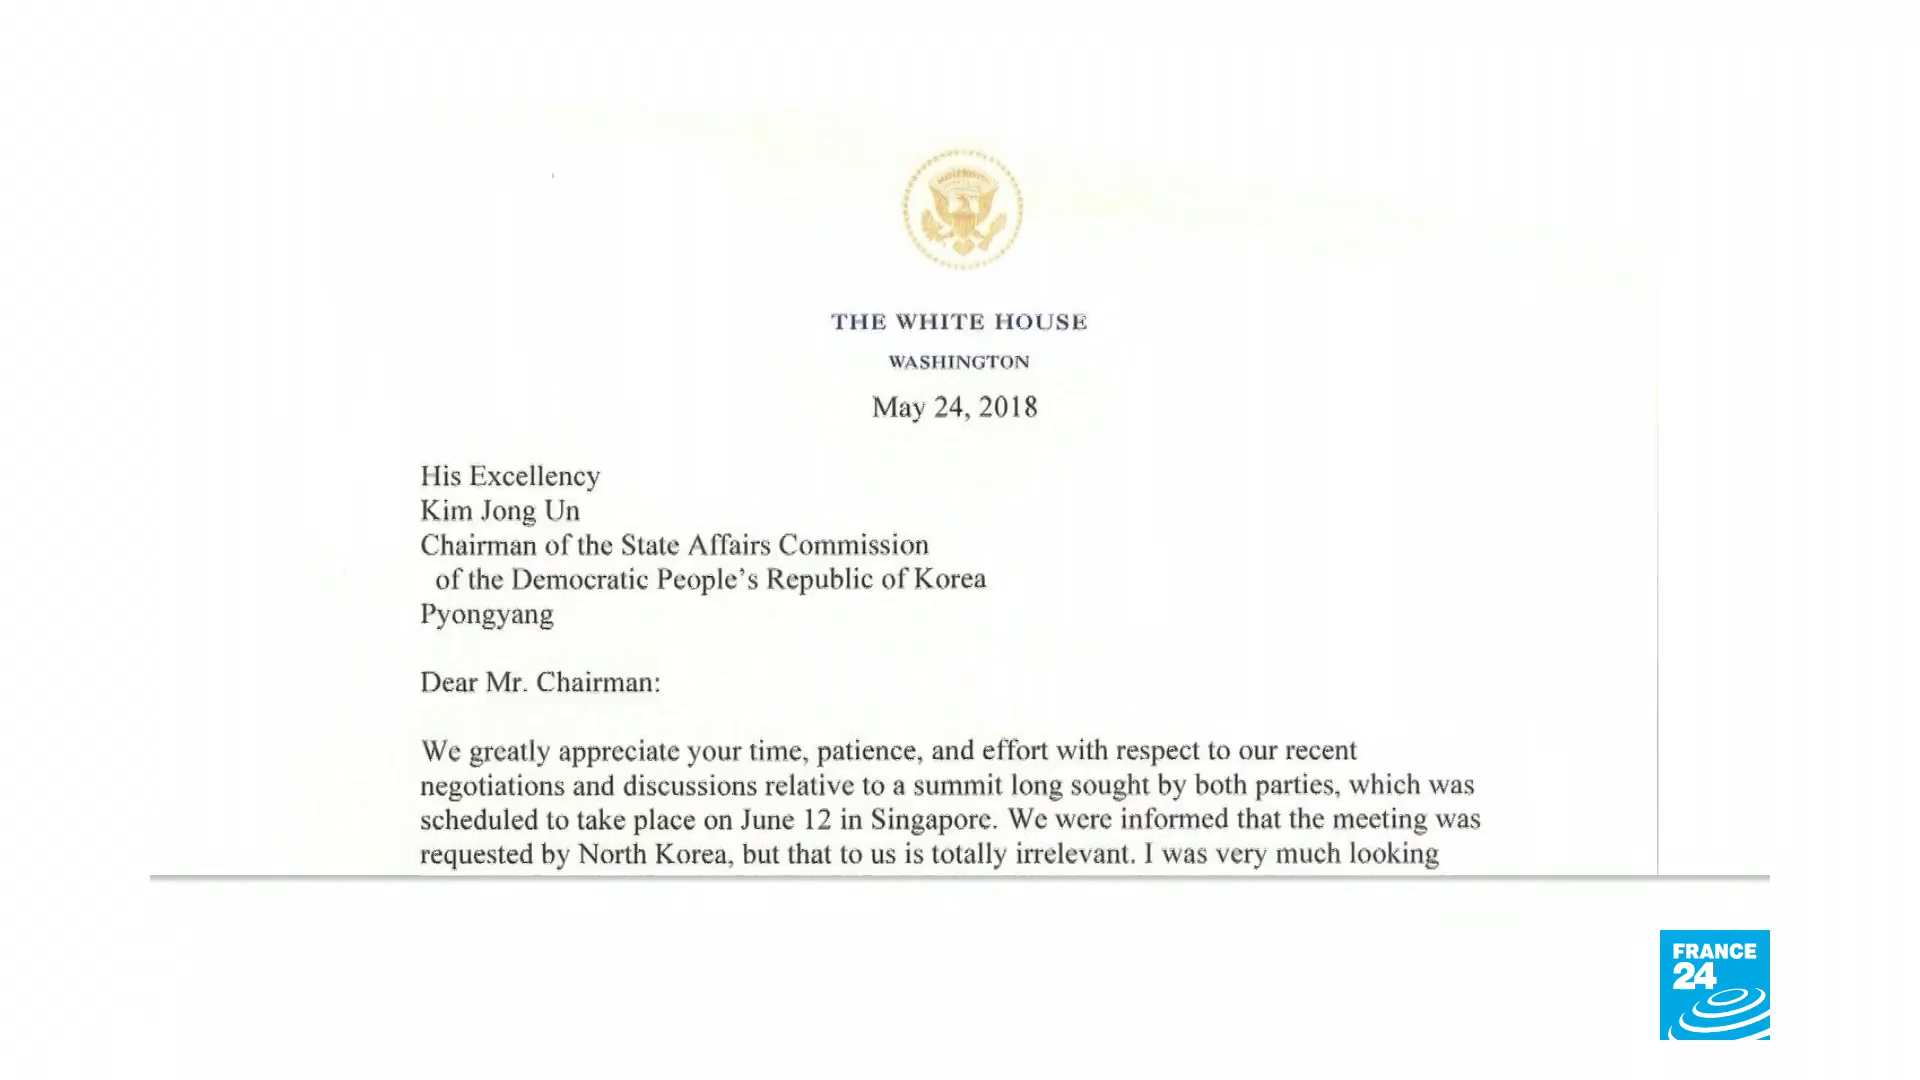 THE WHITE HOUSE
WASHINGTON
May 24, 2018
His Excellency
Kim Jong Un
Chairman of the State Affairs Commission
of the Democratic People’s Republic of Korea
Pyongyang
Dear Mr. Chairman:
We greatly appreciate your time, patience, and effort with respect to our recent
negotiations and discussions relative to a summit long sought by both parties, which was
scheduled to take place on June 12 in Singapore. We were informed that the meeting was
requested by North Korea, but that to us is totally irrelevant. I was very much looking
FRANCE
24